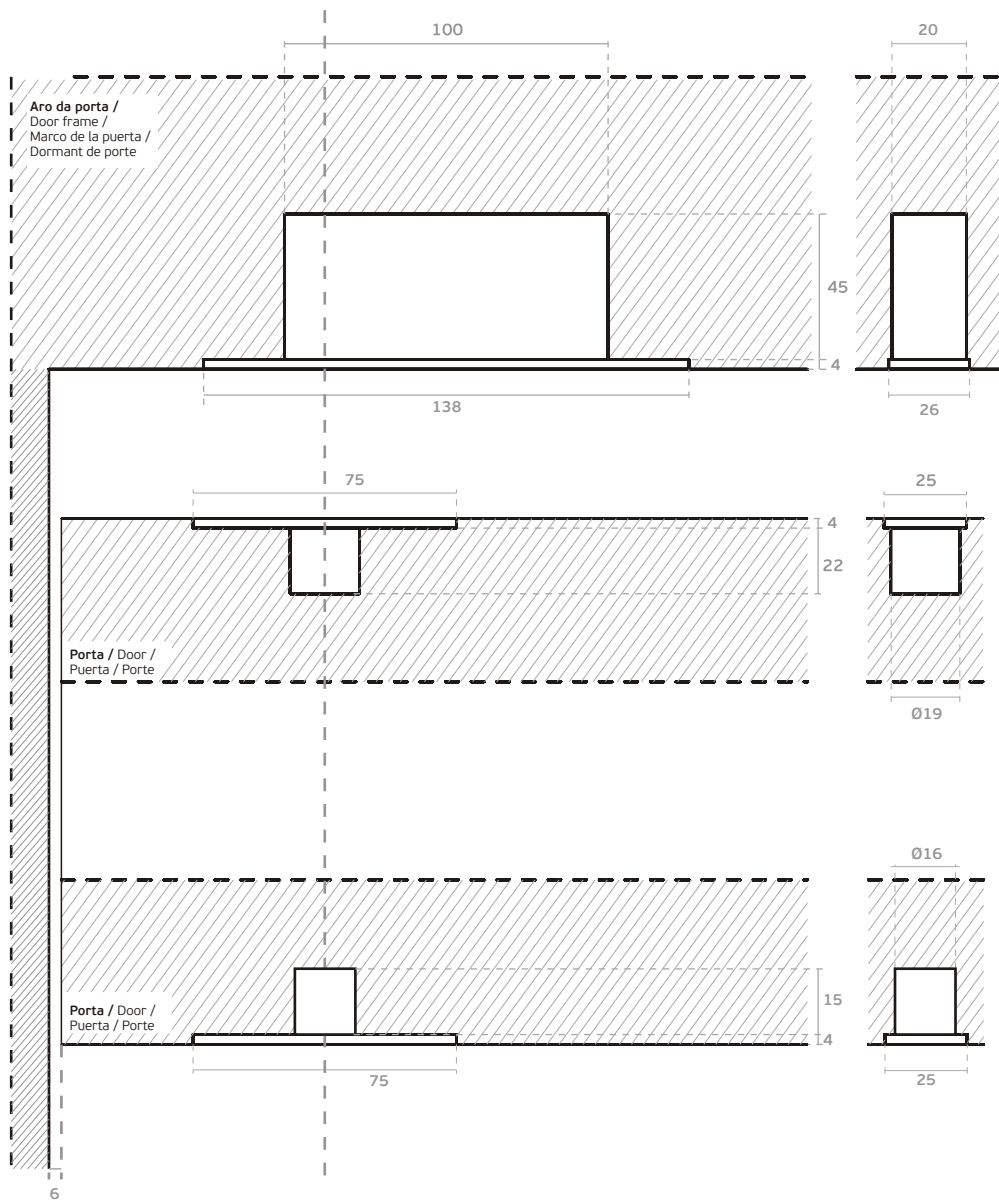 100
20
Aro da porta /
Door frame /
Marco de la puerta /
Dormant de porte
45
4
138
26
75
25
4
22
Porta / Door /
Puerta / Porte
Ø19
Ø16
Porta / Door /
Puerta / Porte
15
4
75
25
6